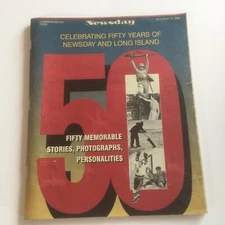 Newsday
CELEBRATING FIFTY YEARS OF
NEWSDAY AND LONG ISLAND
50
FIFTY MEMORABLE
STORIES, PHOTOGRAPHS,
PERSONALITIES